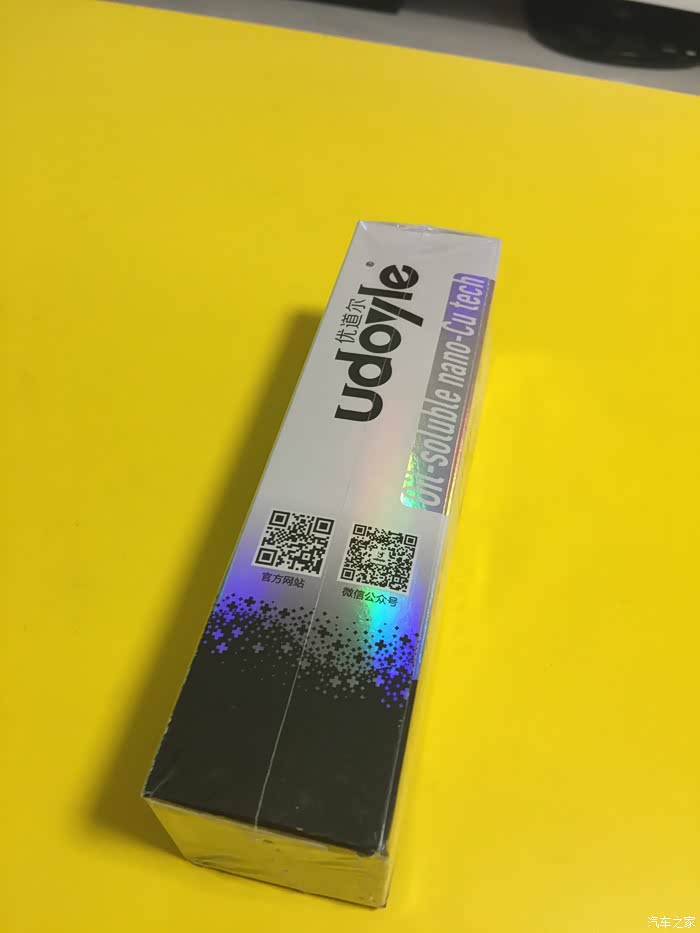 优道尔
udoyle®
Oil-soluble nano-Cu tech
官方网站
微信公众号
汽车之家